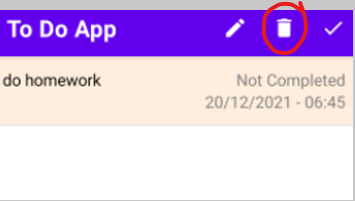 To Do App
do homework
Not Completed
20/12/2021 - 06:45